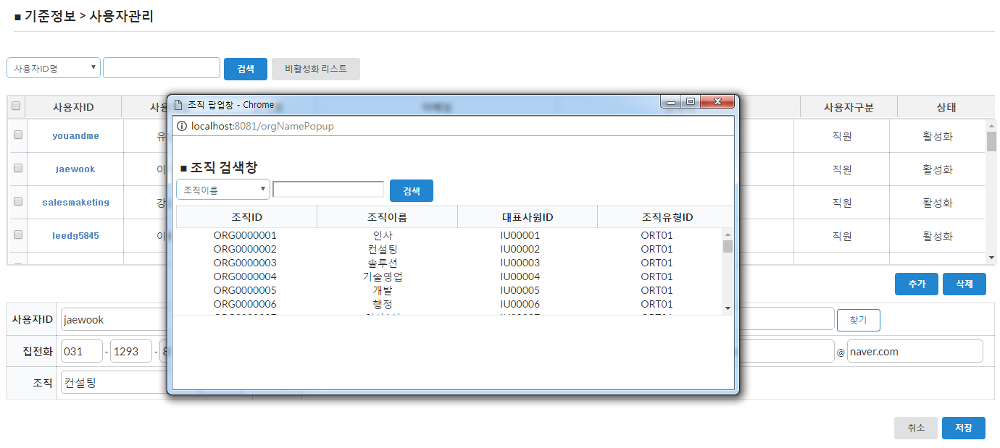 ■ 기준정보 > 사용자관리
사용자ID명 ▼ 검색 비활성화 리스트
사용자ID 사용자구분 상태
youandme 유 직원 활성화
jaewook 이 직원 활성화
salesmaketing 강 직원 활성화
leedg5845 이 직원 활성화
추가 삭제
사용자ID jaewook 찾기
집전화 031 - 1293 - 8 @ naver.com
조직 컨설팅
취소 저장
조직 팝업창 - Chrome
localhost:8081/orgNamePopup
■ 조직 검색창
조직이름 ▼ 검색
조직ID 조직이름 대표사원ID 조직유형ID
ORG0000001 인사 IU00001 ORT01
ORG0000002 컨설팅 IU00002 ORT01
ORG0000003 솔루션 IU00003 ORT01
ORG0000004 기술영업 IU00004 ORT01
ORG0000005 개발 IU00005 ORT01
ORG0000006 행정 IU00006 ORT01